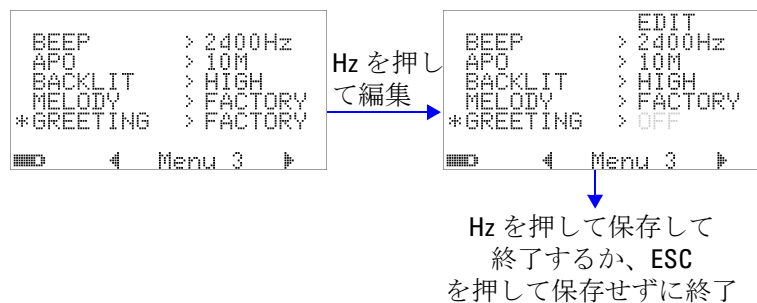 BEEP > 2400Hz
APO > 10M
BACKLIT > HIGH
MELODY > FACTORY
*GREETING > FACTORY
Menu 3
Hz を押し
て編集
EDIT
BEEP > 2400Hz
APO > 10M
BACKLIT > HIGH
MELODY > FACTORY
*GREETING > OFF
Menu 3
Hz を押して保存して
終了するか、ESC
を押して保存せずに終了